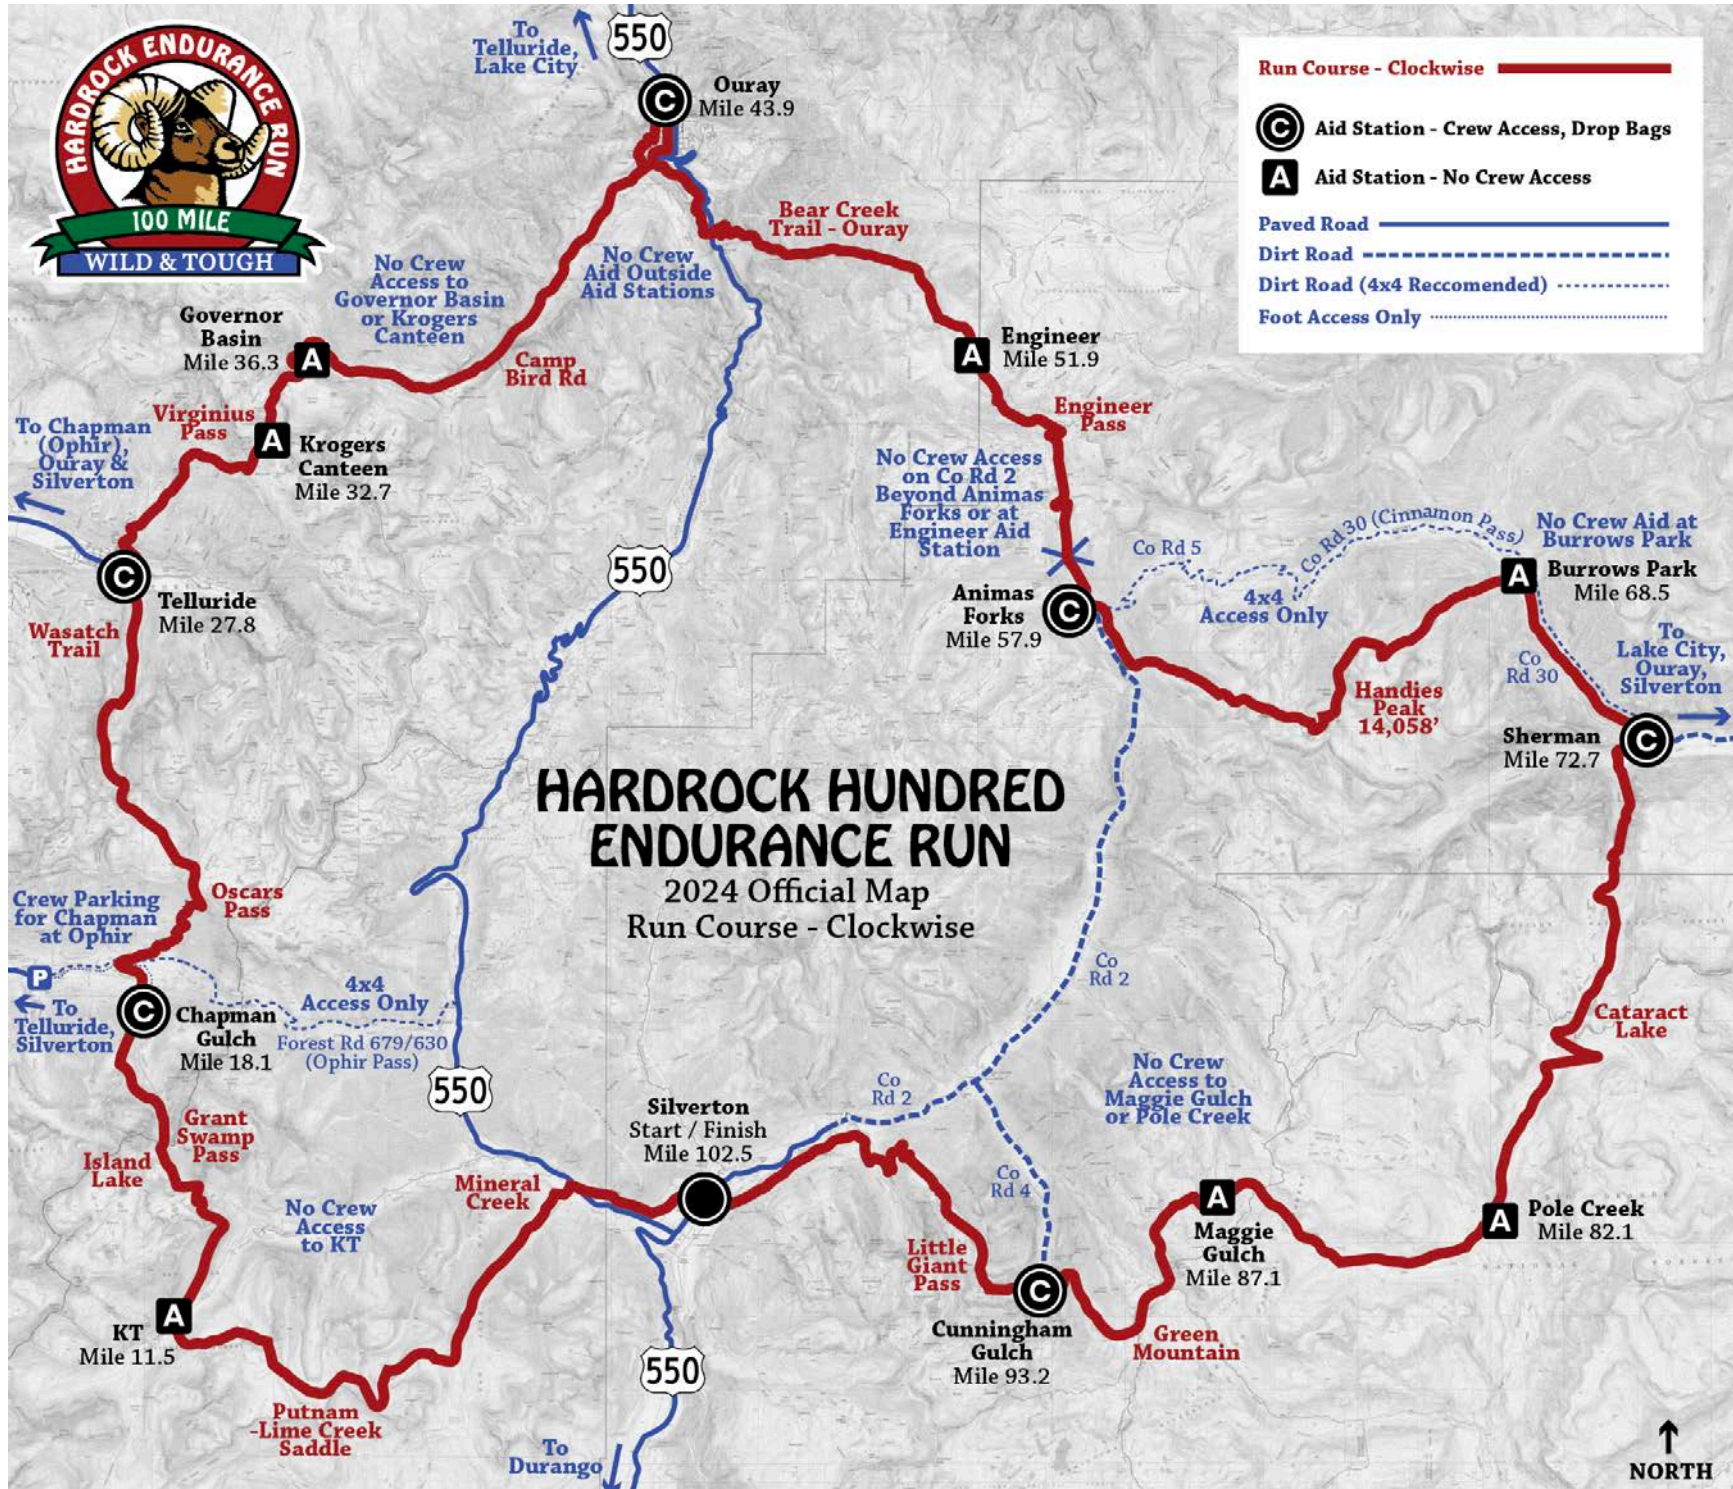 HARDROCK ENDURANCE RUN
100 MILE
WILD & TOUGH
To
Telluride,
Lake City
550
Ouray
Mile 43.9
Run Course - Clockwise
C
Aid Station - Crew Access, Drop Bags
A
Aid Station - No Crew Access
Paved Road
Dirt Road
Dirt Road (4x4 Reccomended)
Foot Access Only
Bear Creek
Trail - Ouray
No Crew
Aid Outside
Aid Stations
No Crew
Access to
Governor Basin
or Krogers
Canteen
Governor
Basin
Mile 36.3
A
Camp
Bird Rd
Engineer
Mile 51.9
A
Engineer
Pass
Virginius
Pass
To Chapman
(Ophir),
Ouray &
Silverton
A
Krogers
Canteen
Mile 32.7
No Crew Access
on Co Rd 2
Beyond Animas
Forks or at
Engineer Aid
Station
Co Rd 5
Co Rd 30 (Cinnamon Pass)
No Crew Aid at
Burrows Park
A
Burrows Park
Mile 68.5
4x4
Access Only
550
C
Telluride
Mile 27.8
Wasatch
Trail
Animas
Forks
Mile 57.9
C
Co
Rd 30
To
Lake City,
Ouray,
Silverton
Handies
Peak
14,058'
Sherman
Mile 72.7
C
HARDROCK HUNDRED
ENDURANCE RUN
2024 Official Map
Run Course - Clockwise
Oscars
Pass
Crew Parking
for Chapman
at Ophir
P
To
Telluride,
Silverton
C
Chapman
Gulch
Mile 18.1
4x4
Access Only
Forest Rd 679/630
(Ophir Pass)
Co
Rd 2
Cataract
Lake
550
Grant
Swamp
Pass
Island
Lake
Silverton
Start / Finish
Mile 102.5
Co
Rd 2
No Crew
Access to
Maggie Gulch
or Pole Creek
Co
Rd 4
Mineral
Creek
No Crew
Access
to KT
Little
Giant
Pass
A
Maggie
Gulch
Mile 87.1
A
Pole Creek
Mile 82.1
A
KT
Mile 11.5
C
Cunningham
Gulch
Mile 93.2
Green
Mountain
550
Putnam
-Lime Creek
Saddle
To
Durango
NORTH